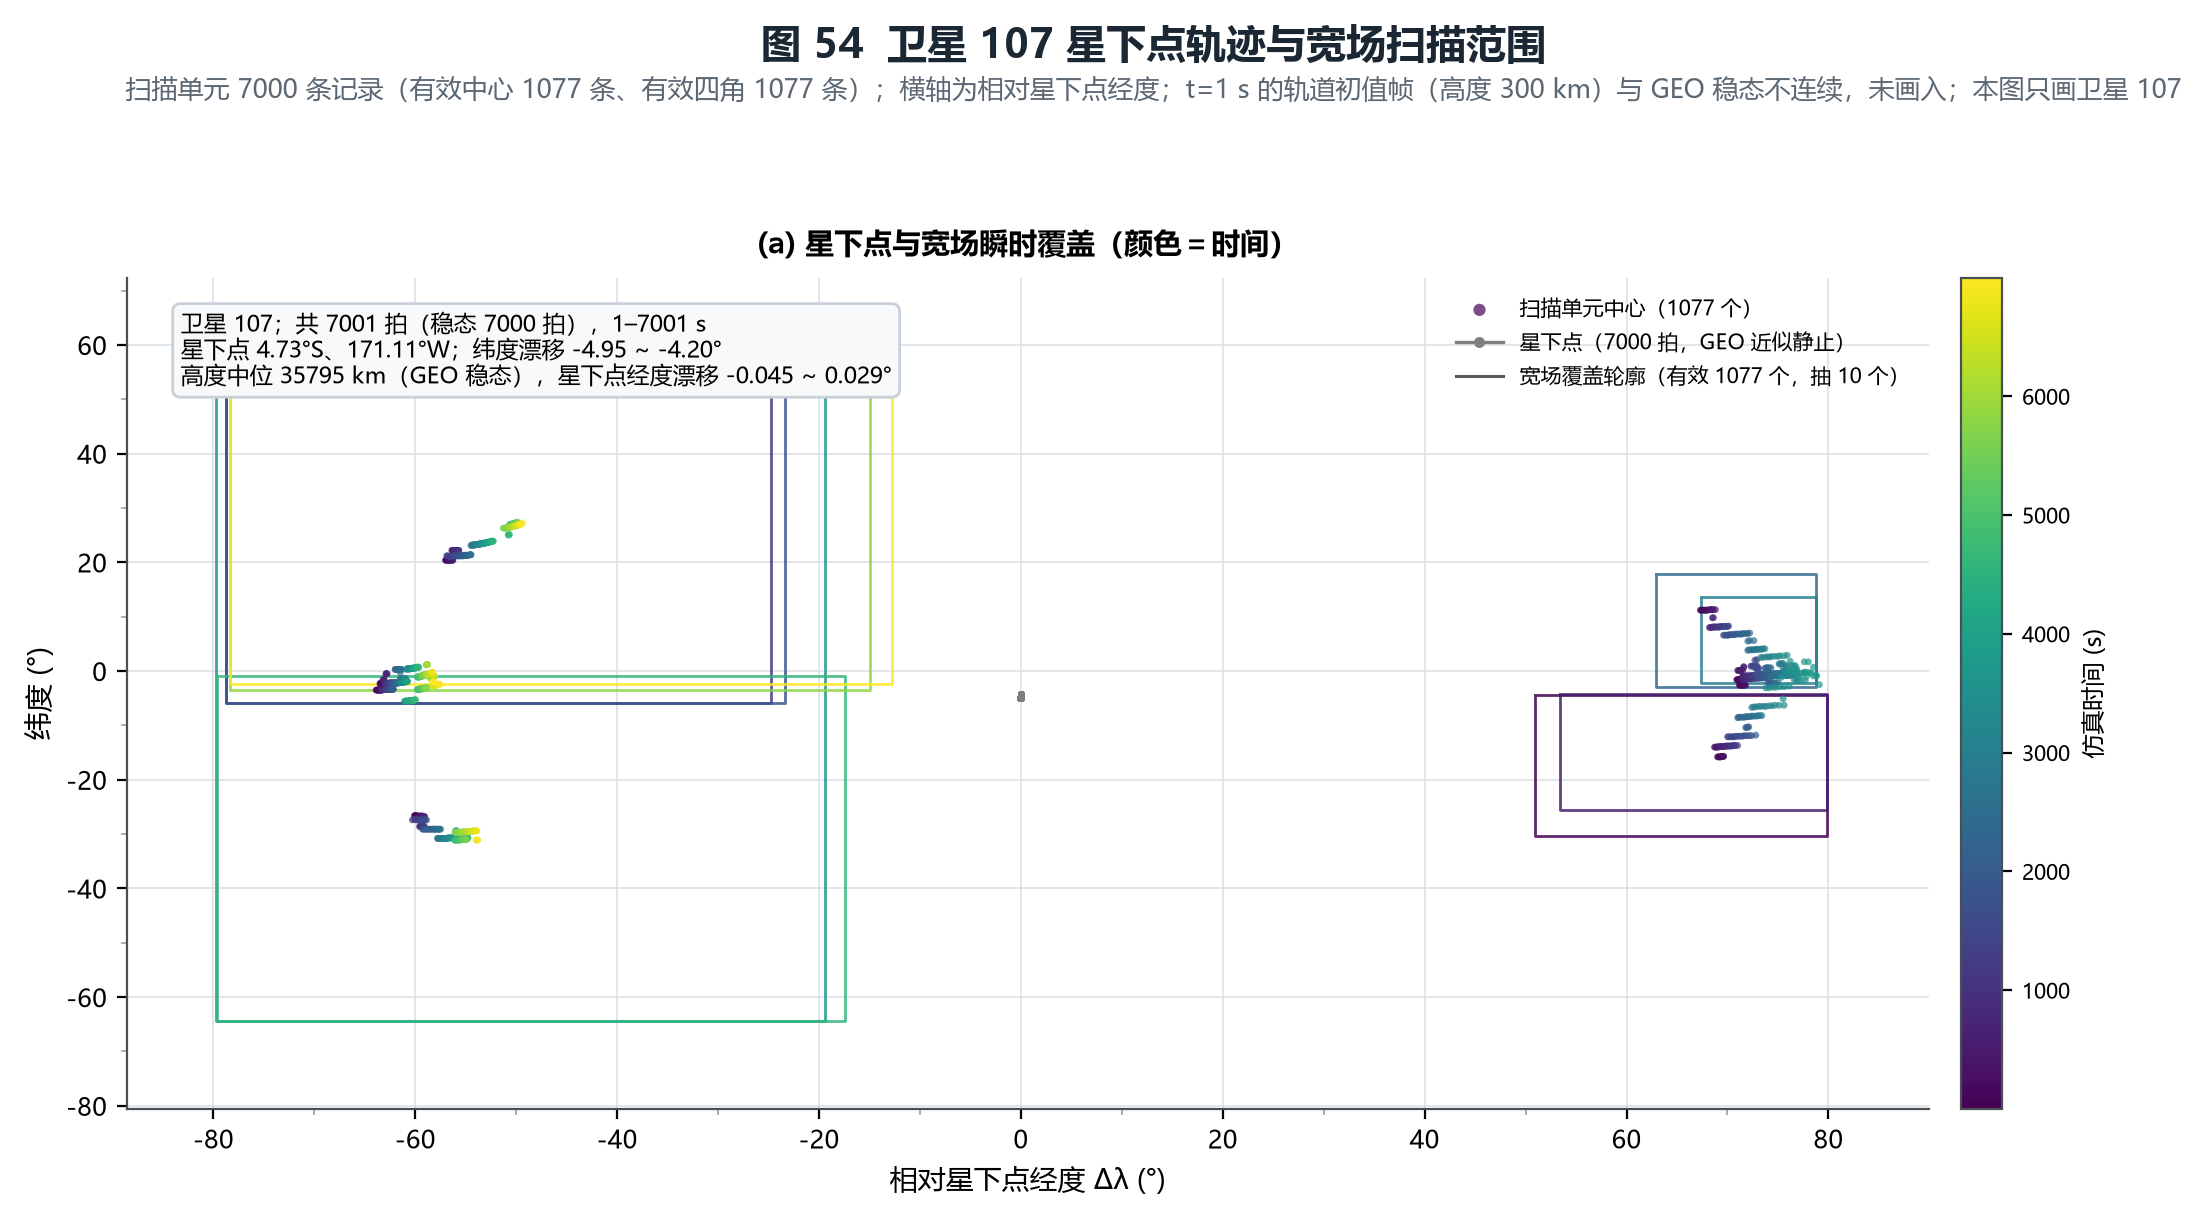 图 54 卫星 107 星下点轨迹与宽场扫描范围
扫描单元 7000 条记录（有效中心 1077 条、有效四角 1077 条）；横轴为相对星下点经度；t=1 s 的轨道初值帧（高度 300 km）与 GEO 稳态不连续，未画入；本图只画卫星 107
(a) 星下点与宽场瞬时覆盖（颜色 = 时间）
卫星 107；共 7001 拍（稳态 7000 拍），1–7001 s
星下点 4.73°S、171.11°W；纬度漂移 -4.95 ~ -4.20°
高度中位 35795 km（GEO 稳态），星下点经度漂移 -0.045 ~ 0.029°
扫描单元中心（1077 个）
星下点（7000 拍，GEO 近似静止）
宽场覆盖轮廓（有效 1077 个，抽 10 个）
纬度 (°)
60
40
20
0
-20
-40
-60
-80
-80
-60
-40
-20
0
20
40
60
80
相对星下点经度 Δλ (°)
6000
5000
4000
3000
2000
1000
仿真时间 (s)